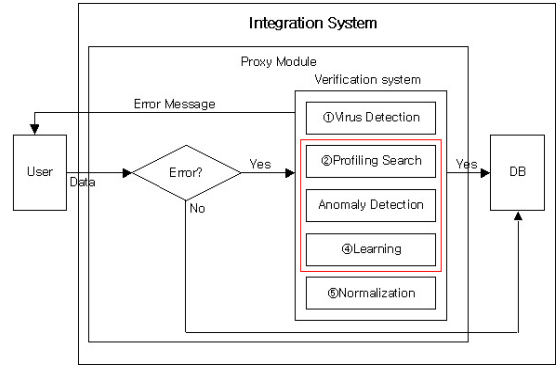 Integration System
Proxy Module
Verification system
Error Message
①Virus Detection
User
Data
Error?
Yes
No
②Profiling Search
Anomaly Detection
④Learning
⑤Normalization
Yes
DB